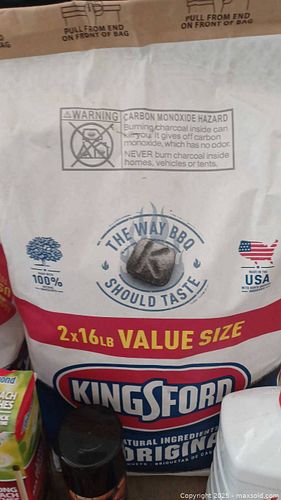 PULL FROM END
ON FRONT OF BAG
PULL FROM END
ON FRONT OF BAG
WARNING
CARBON MONOXIDE HAZARD
Burning charcoal inside can
kill you. It gives off carbon
monoxide, which has no odor.
NEVER burn charcoal inside
homes, vehicles or tents.
THE WAY BBQ
K
SHOULD TASTE
100%
MADE IN THE
USA
2x16LB VALUE SIZE
KINGSFORD
NATURAL INGREDIENTS
ORIGINAL
Copyright 2025 - maxsold.com